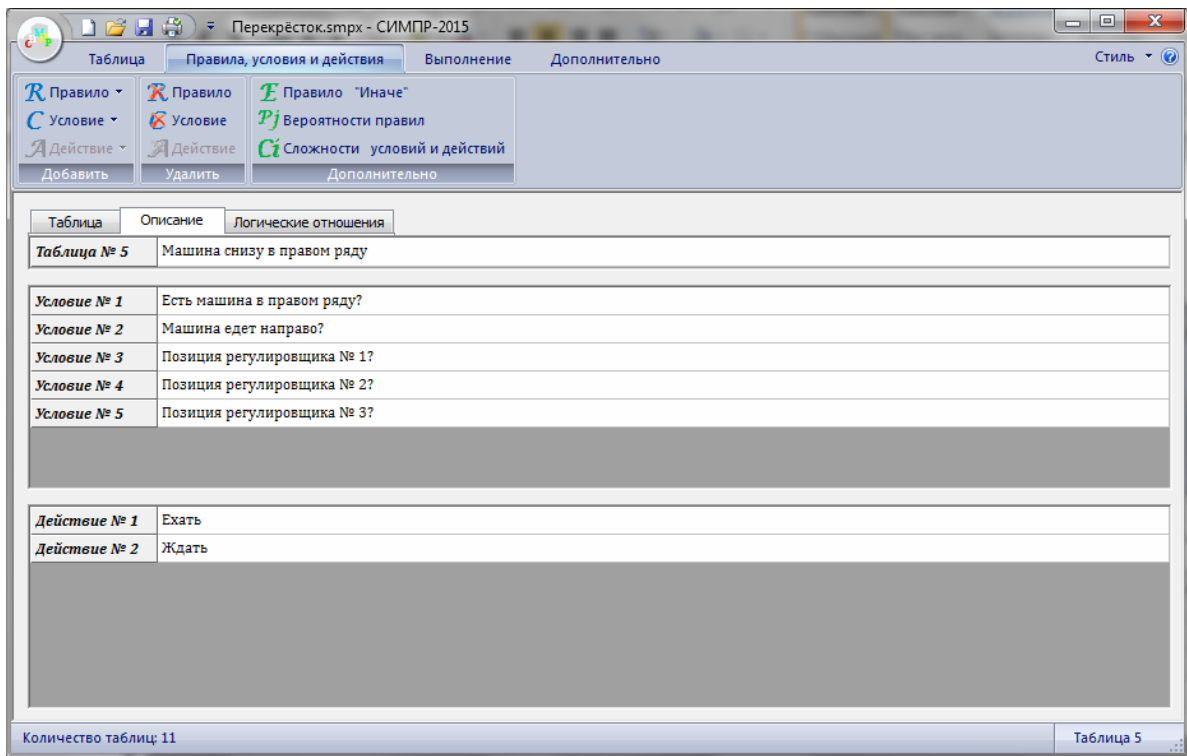 Перекрёсток.smpx - СИМПР-2015
Таблица Правила, условия и действия Выполнение Дополнительно Стиль
R Правило R Правило E Правило "Иначе"
C Условие C Условие Pj Вероятности правил
A Действие A Действие Ci Сложности условий и действий
Добавить Удалить Дополнительно
Таблица Описание Логические отношения
Таблица № 5 Машина снизу в правом ряду
Условие № 1 Есть машина в правом ряду?
Условие № 2 Машина едет направо?
Условие № 3 Позиция регулировщика № 1?
Условие № 4 Позиция регулировщика № 2?
Условие № 5 Позиция регулировщика № 3?
Действие № 1 Ехать
Действие № 2 Ждать
Количество таблиц: 11 Таблица 5